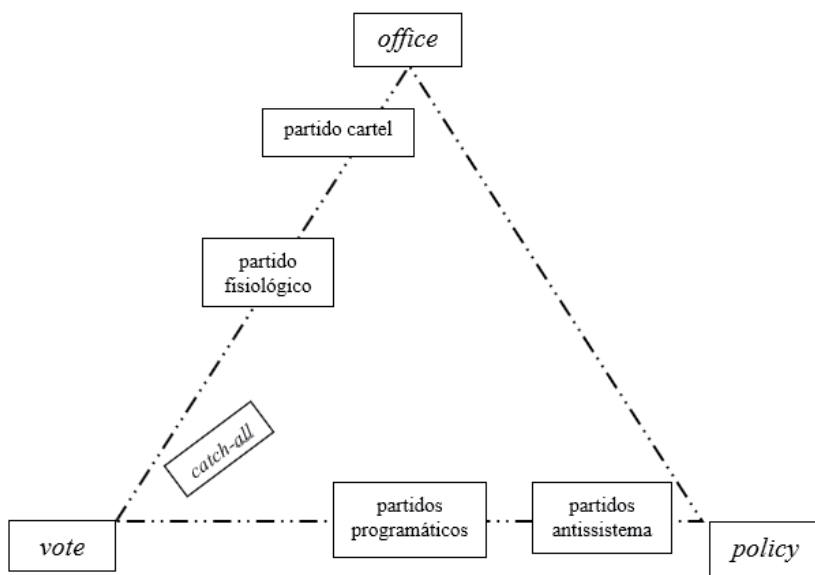 office
partido cartel
partido
fisiológico
catch-all
vote
partidos
programáticos
partidos
antissistema
policy